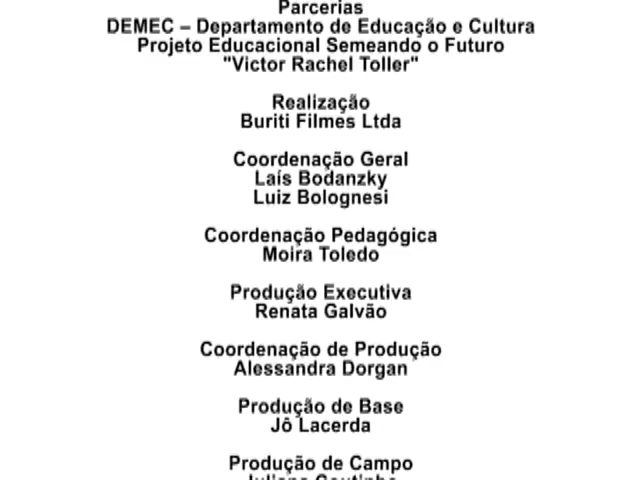 Parcerias
DEMEC – Departamento de Educação e Cultura
Projeto Educacional Semeando o Futuro
"Victor Rachel Toller"
Realização
Buriti Filmes Ltda
Coordenação Geral
Laís Bodanzky
Luiz Bolognesi
Coordenação Pedagógica
Moira Toledo
Produção Executiva
Renata Galvão
Coordenação de Produção
Alessandra Dorgan
Produção de Base
Jô Lacerda
Produção de Campo